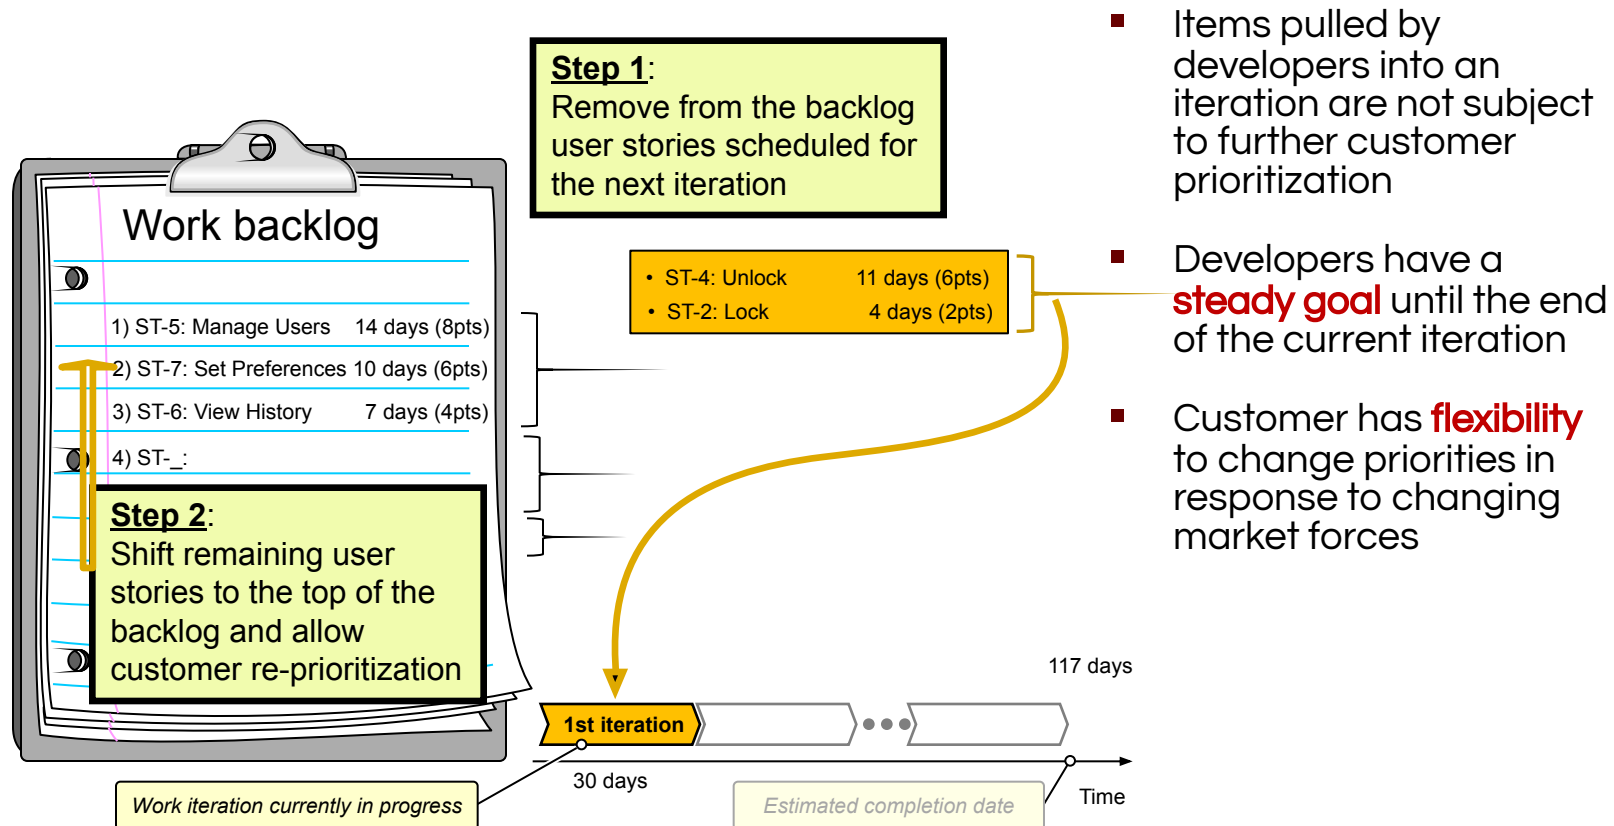 Step 1:
Remove from the backlog
user stories scheduled for
the next iteration
Work backlog
1) ST-5: Manage Users 14 days (8pts)
2) ST-7: Set Preferences 10 days (6pts)
3) ST-6: View History 7 days (4pts)
4) ST-_:
• ST-4: Unlock 11 days (6pts)
• ST-2: Lock 4 days (2pts)
Step 2:
Shift remaining user
stories to the top of the
backlog and allow
customer re-prioritization
117 days
1st iteration
30 days
Time
Work iteration currently in progress
Estimated completion date
▪ Items pulled by
developers into an
iteration are not subject
to further customer
prioritization
▪ Developers have a
steady goal until the end
of the current iteration
▪ Customer has flexibility
to change priorities in
response to changing
market forces